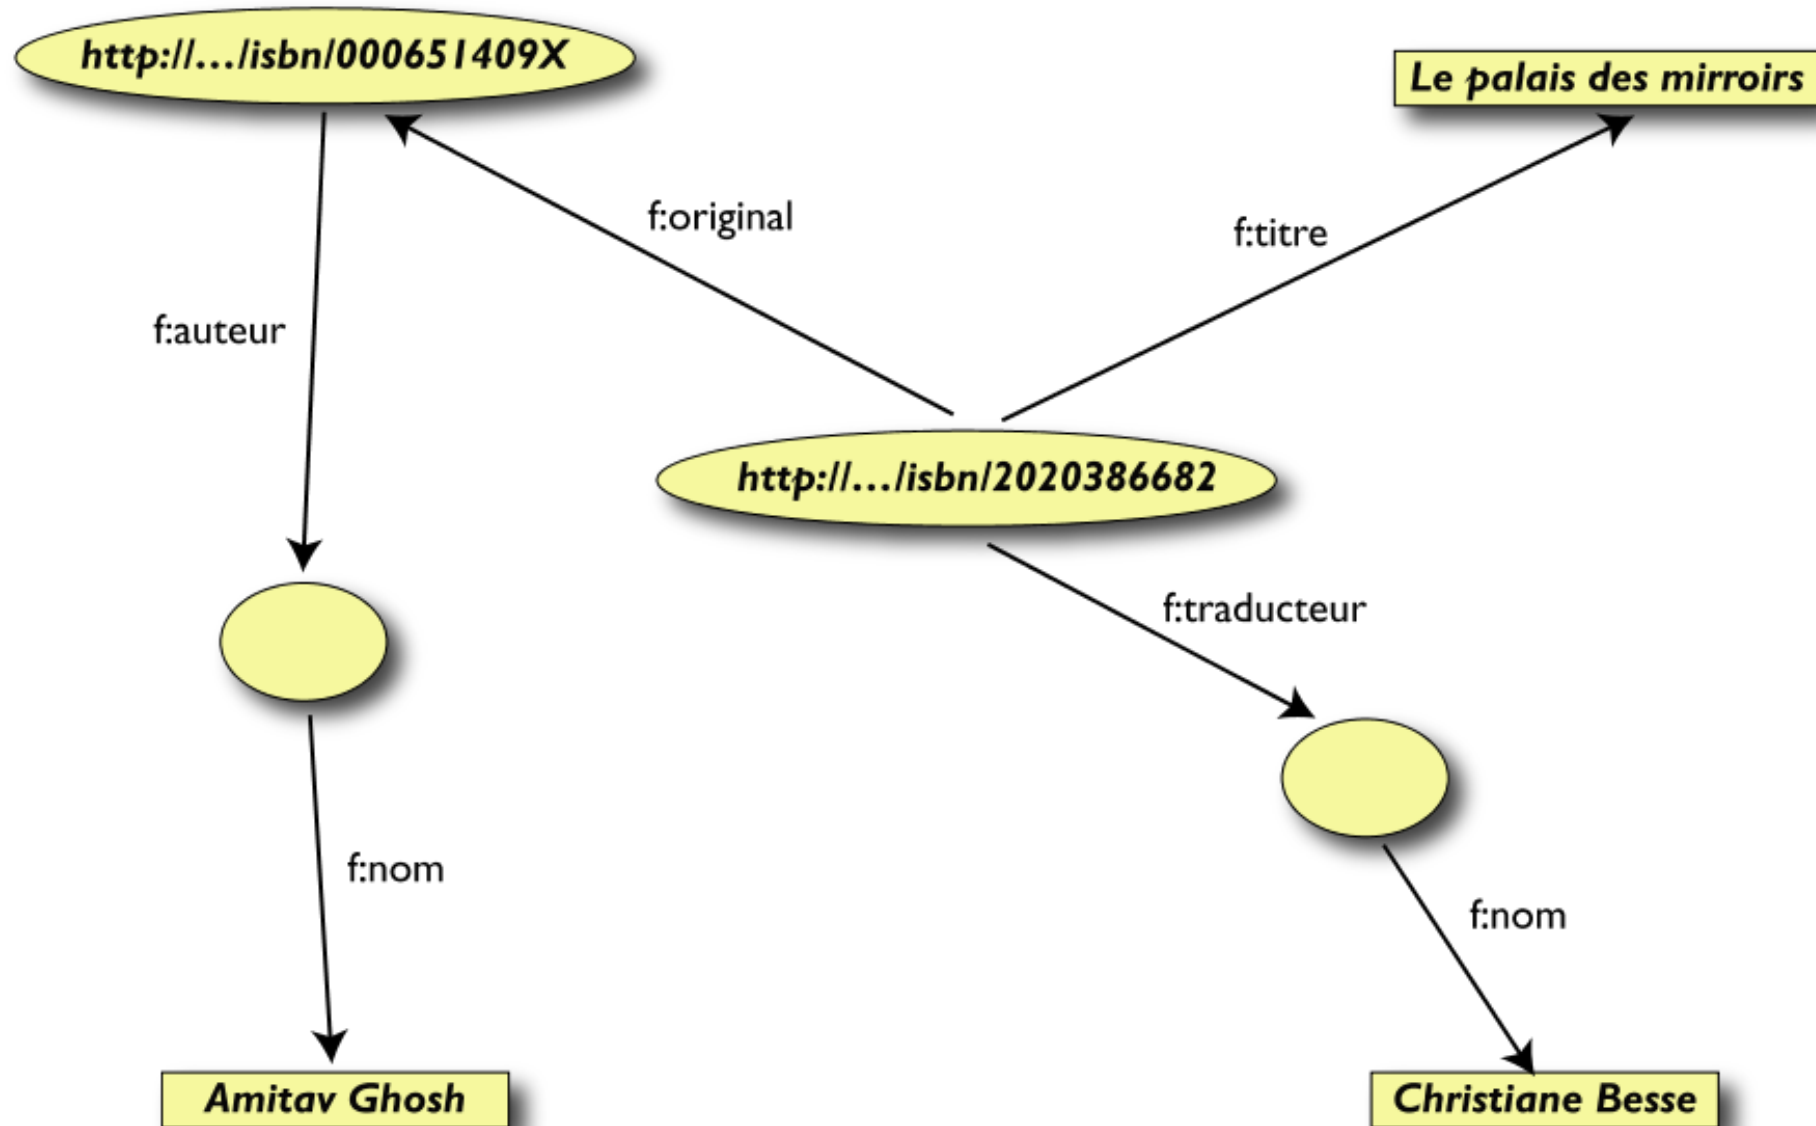 http://…/isbn/000651409X
Le palais des mirroirs
f:original
f:titre
f:auteur
http://…/isbn/2020386682
f:traducteur
f:nom
f:nom
Amitav Ghosh
Christiane Besse